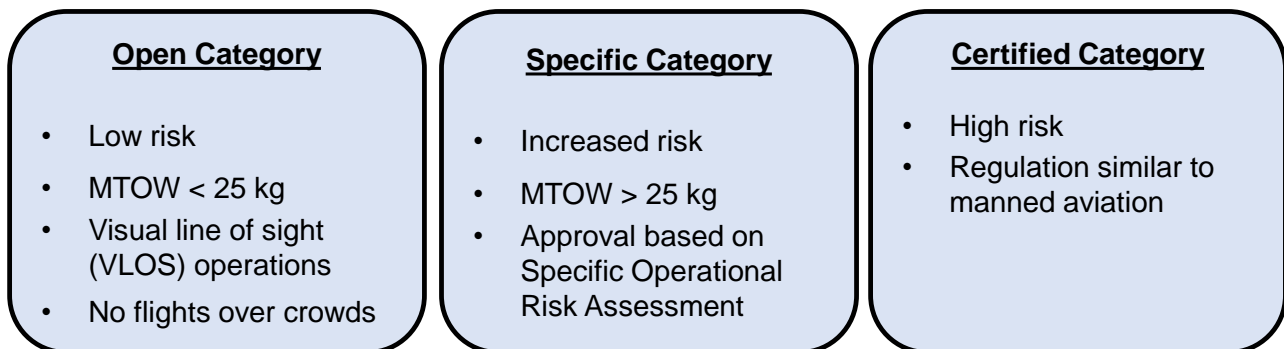 Open Category
• Low risk
• MTOW < 25 kg
• Visual line of sight
(VLOS) operations
• No flights over crowds
Specific Category
• Increased risk
• MTOW > 25 kg
• Approval based on
Specific Operational
Risk Assessment
Certified Category
• High risk
• Regulation similar to
manned aviation